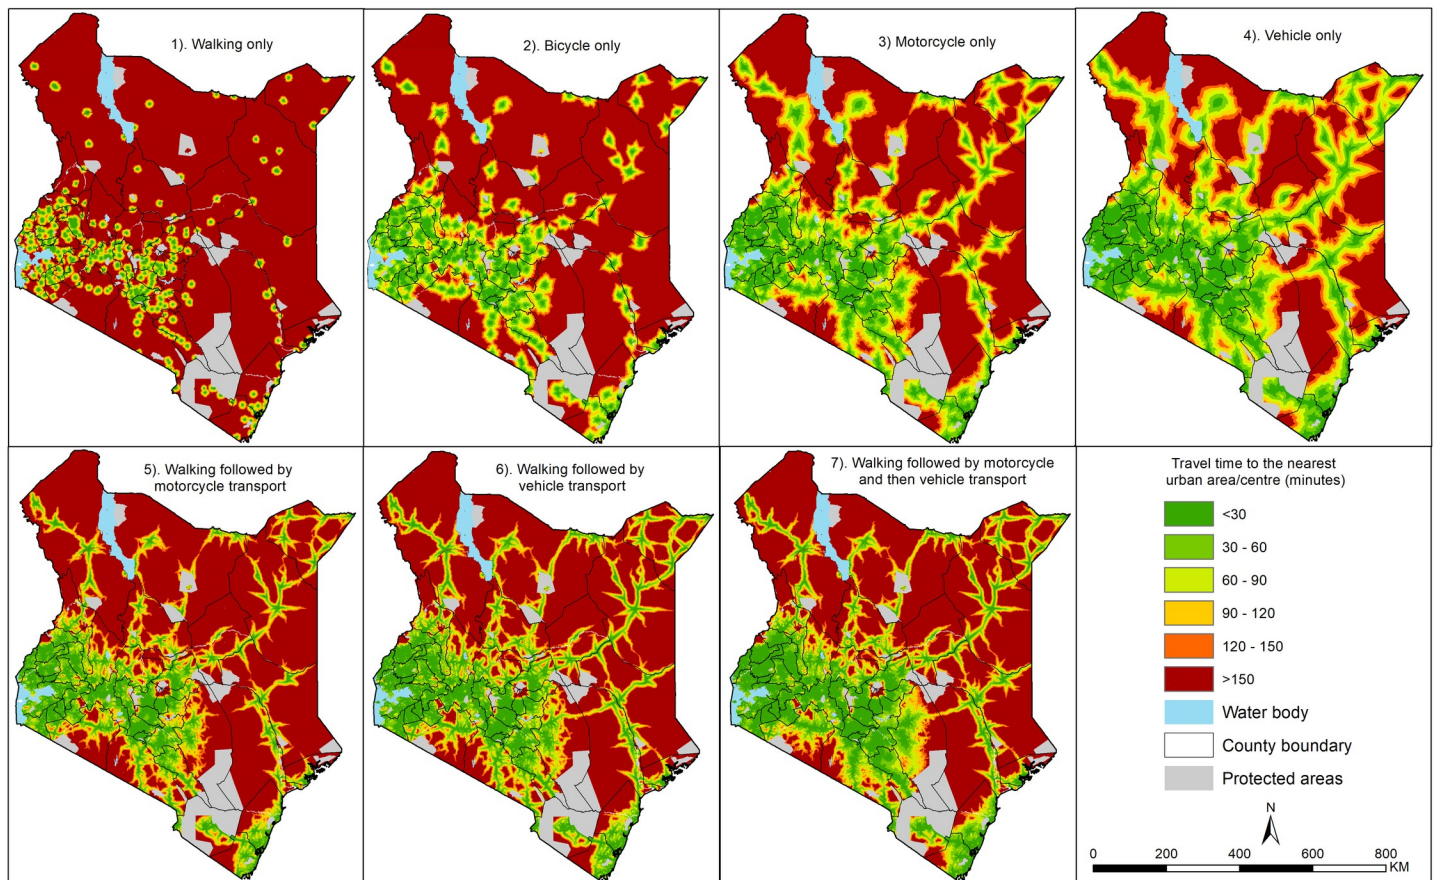 1). Walking only
2). Bicycle only
3) Motorcycle only
4). Vehicle only
5). Walking followed by
motorcycle transport
6). Walking followed by
vehicle transport
7). Walking followed by motorcycle
and then vehicle transport
Travel time to the nearest
urban area/centre (minutes)
<30
30 - 60
60 - 90
90 - 120
120 - 150
>150
Water body
County boundary
Protected areas
N
0 200 400 600 800
KM